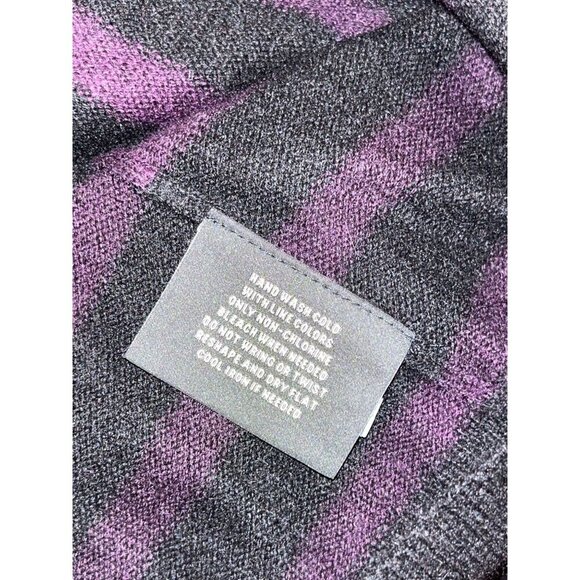 HAND WASH COLD
WITH LINE COLORS
ONLY NON-CHLORINE
BLEACH WHEN NEEDED
DO NOT WRING OR TWIST
RESHAPE AND DRY FLAT
COOL IRON IF NEEDED